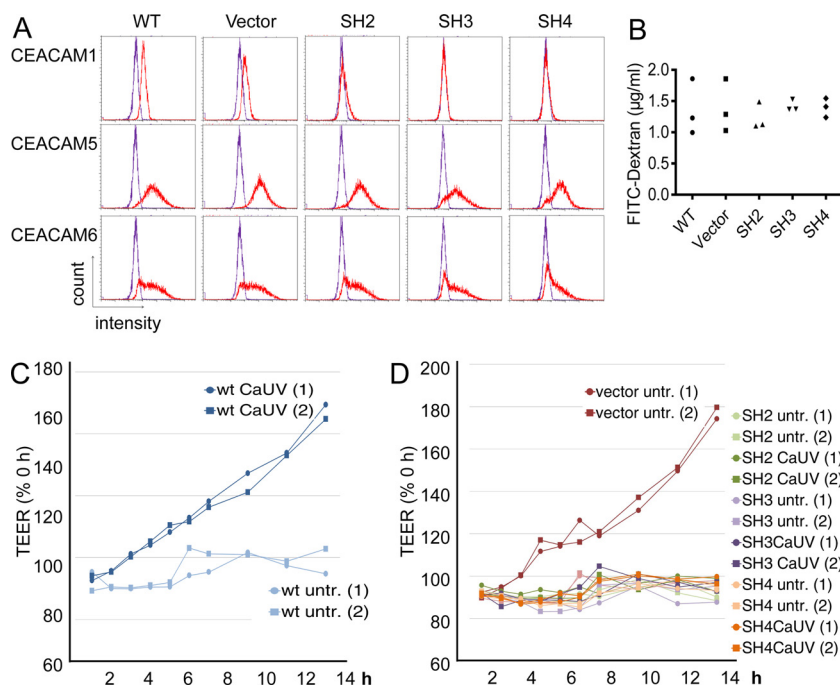 A
WT Vector SH2 SH3 SH4
CEACAM1
CEACAM5
CEACAM6
count
intensity
B
FITC-Dextran (µg/ml)
2.0
1.5
1.0
0.5
0.0
WT Vector SH2 SH3 SH4
C
TEER (% 0 h)
180
160
140
120
100
80
60
wt CaUV (1)
wt CaUV (2)
wt untr. (1)
wt untr. (2)
2 4 6 8 10 12 14 h
D
TEER (% 0 h)
200
180
160
140
120
100
80
60
vector untr. (1)
vector untr. (2)
SH2 untr. (1)
SH2 untr. (2)
SH2 CaUV (1)
SH2 CaUV (2)
SH3 untr. (1)
SH3 untr. (2)
SH3CaUV (1)
SH3 CaUV (2)
SH4 untr. (1)
SH4 untr. (2)
SH4CaUV (1)
SH4CaUV (2)
2 4 6 8 10 12 14 h